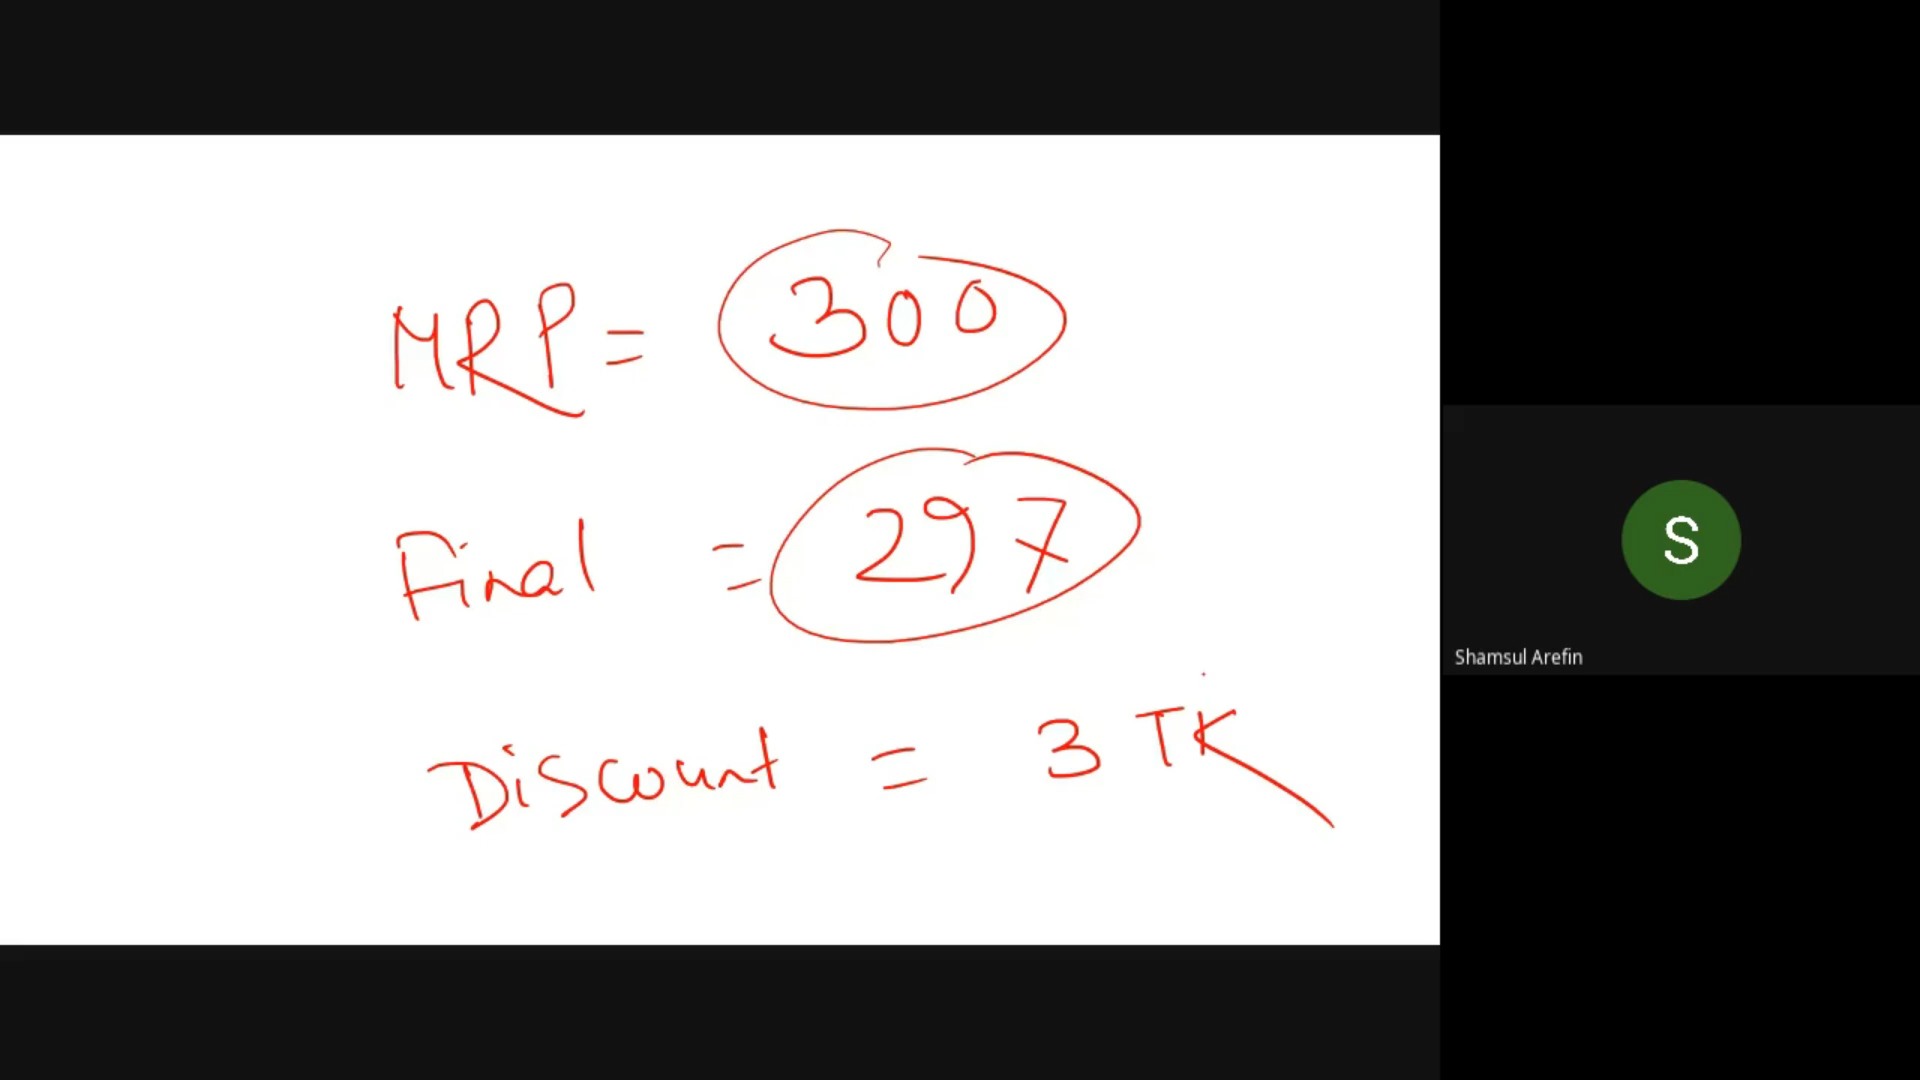 MRP = 300
Final = 297
Discount = 3 TK
S
Shamsul Arefin